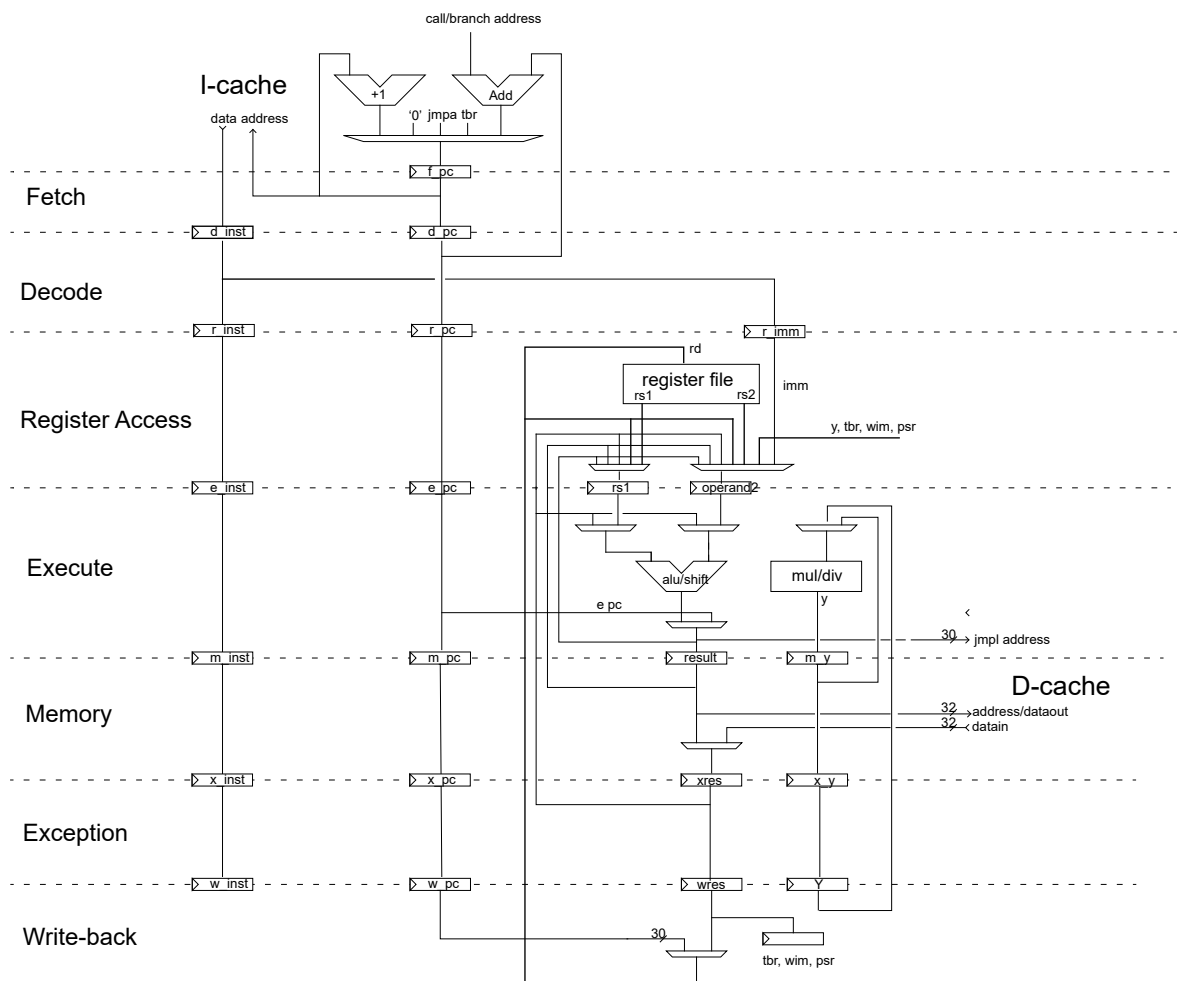 call/branch address
I-cache
+1
Add
data address
'0' jmpa tbr
f_pc
Fetch
d_inst
d_pc
Decode
r_inst
r_pc
r_imm
rd
register file
rs1
rs2
imm
Register Access
y, tbr, wim, psr
e_inst
e_pc
rs1
operand2
Execute
alu/shift
mul/div
y
e pc
30
jmpl address
m_inst
m_pc
result
m_y
D-cache
Memory
32
address/dataout
32
datain
x_inst
x_pc
xres
x_y
Exception
w_inst
w_pc
wres
Y
Write-back
30
tbr, wim, psr